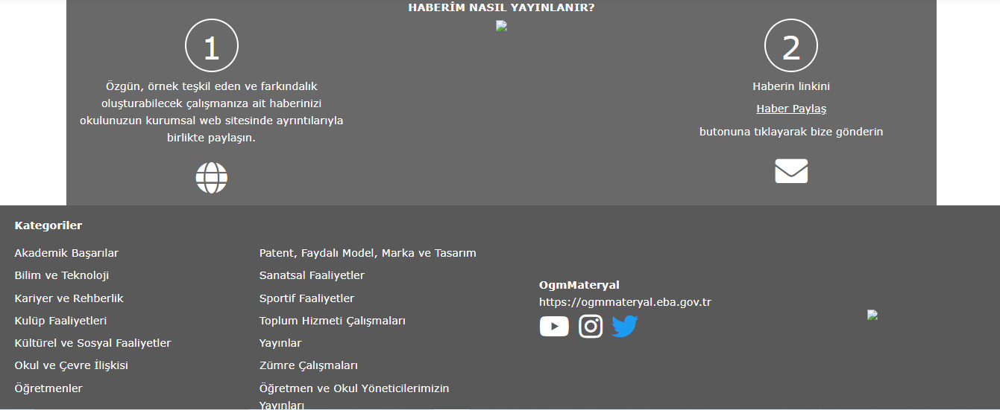 HABERİM NASIL YAYINLANIR?
1
Özgün, örnek teşkil eden ve farkındalık
oluşturabilecek çalışmanıza ait haberinizi
okulunuzun kurumsal web sitesinde ayrıntılarıyla
birlikte paylaşın.
2
Haberin linkini
Haber Paylaş
butonuna tıklayarak bize gönderin
Kategoriler
Akademik Başarılar
Bilim ve Teknoloji
Kariyer ve Rehberlik
Kulüp Faaliyetleri
Kültürel ve Sosyal Faaliyetler
Okul ve Çevre İlişkisi
Öğretmenler
Patent, Faydalı Model, Marka ve Tasarım
Sanatsal Faaliyetler
Sportif Faaliyetler
Toplum Hizmeti Çalışmaları
Yayınlar
Zümre Çalışmaları
Öğretmen ve Okul Yöneticilerimizin
Yayınları
OgmMateryal
https://ogmmateryal.eba.gov.tr